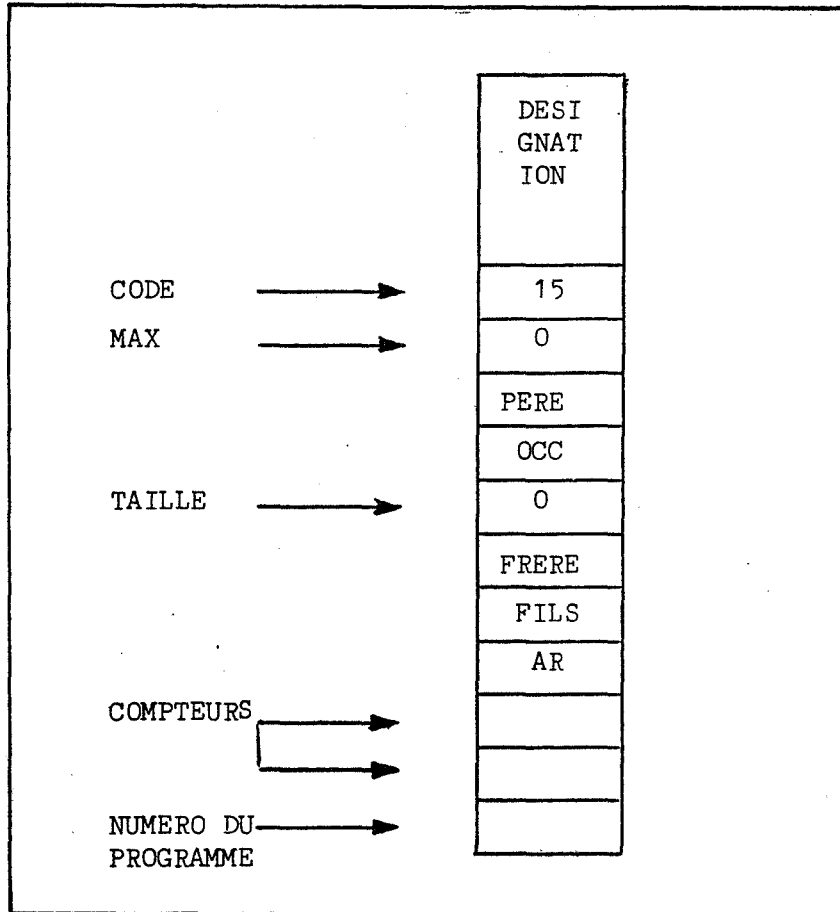 DESI
GNAT
ION
CODE 15
MAX 0
PERE
OCC
TAILLE 0
FRERE
FILS
AR
COMPTEURS
NUMERO DU
PROGRAMME